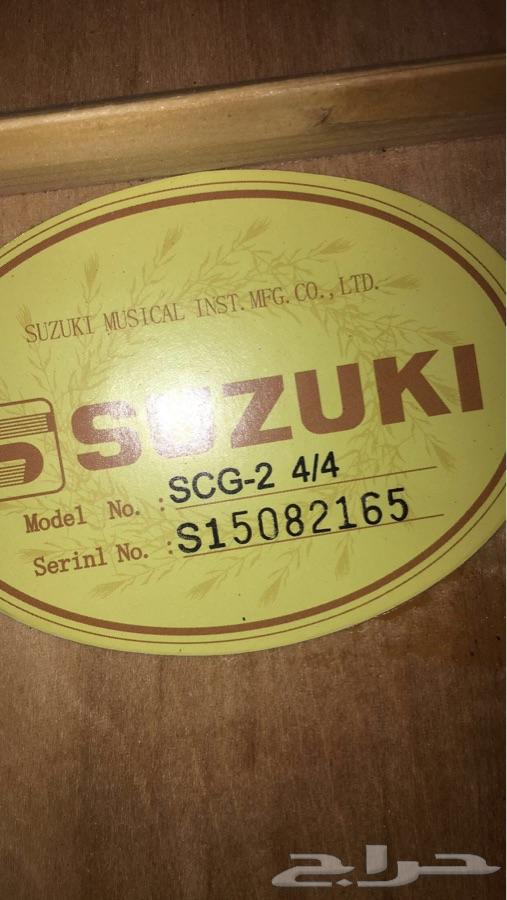 SUZUKI MUSICAL INST. MFG. CO., LTD.
SUZUKI
Model No. : SCG-2 4/4
Serinl No. : S15082165
حراج